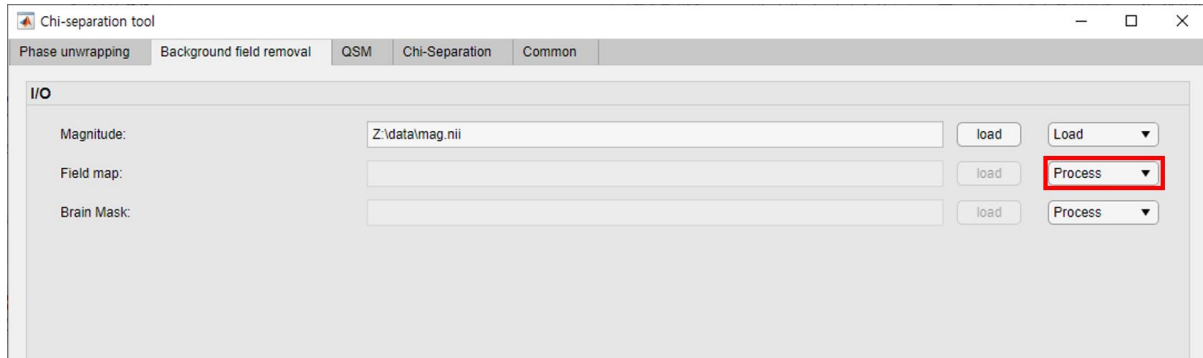 Chi-separation tool
Phase unwrapping Background field removal QSM Chi-Separation Common
I/O
Magnitude: Z:\data\mag.nii load Load
Field map: load Process
Brain Mask: load Process